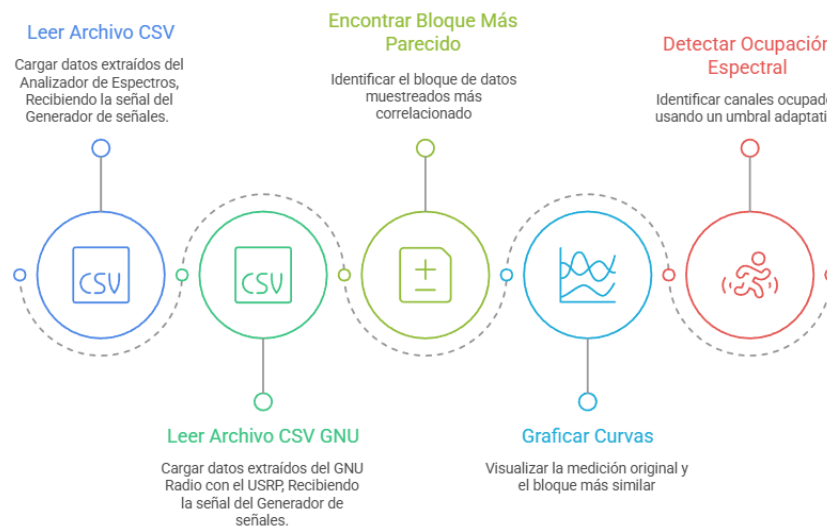 Leer Archivo CSV
Cargar datos extraídos del
Analizador de Espectros,
Recibiendo la señal del
Generador de señales.
Encontrar Bloque Más
Parecido
Identificar el bloque de datos
muestreados más
correlacionado
Detectar Ocupación
Espectral
Identificar canales ocupado
usando un umbral adaptati
CSV
CSV
Leer Archivo CSV GNU
Cargar datos extraídos del GNU
Radio con el USRP, Recibiendo
la señal del Generador de
señales.
Graficar Curvas
Visualizar la medición original y
el bloque más similar